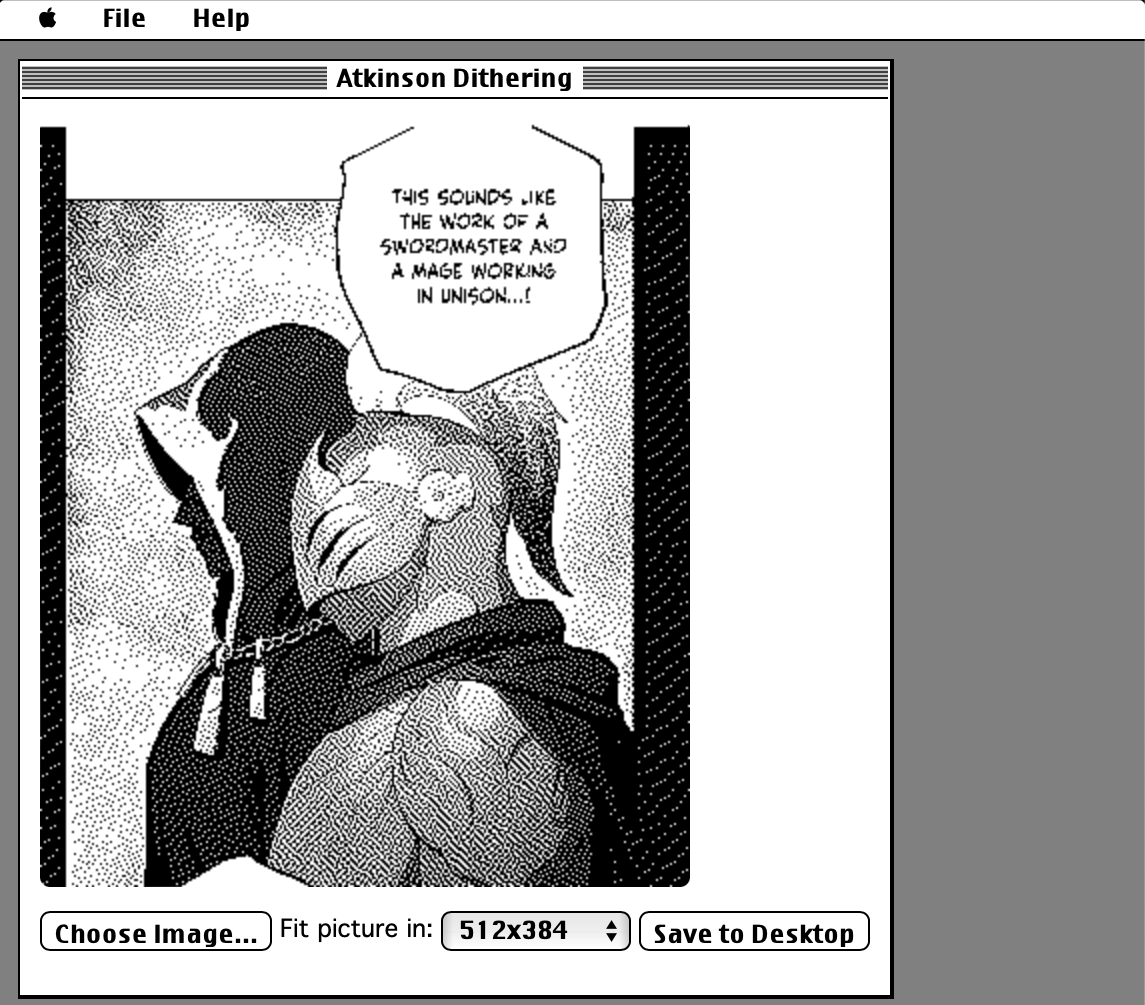 File Help
Atkinson Dithering
THIS SOUNDS LIKE
THE WORK OF A
SWORDMASTER AND
A MAGE WORKING
IN UNISON...!
Choose Image... Fit picture in: 512x384 Save to Desktop